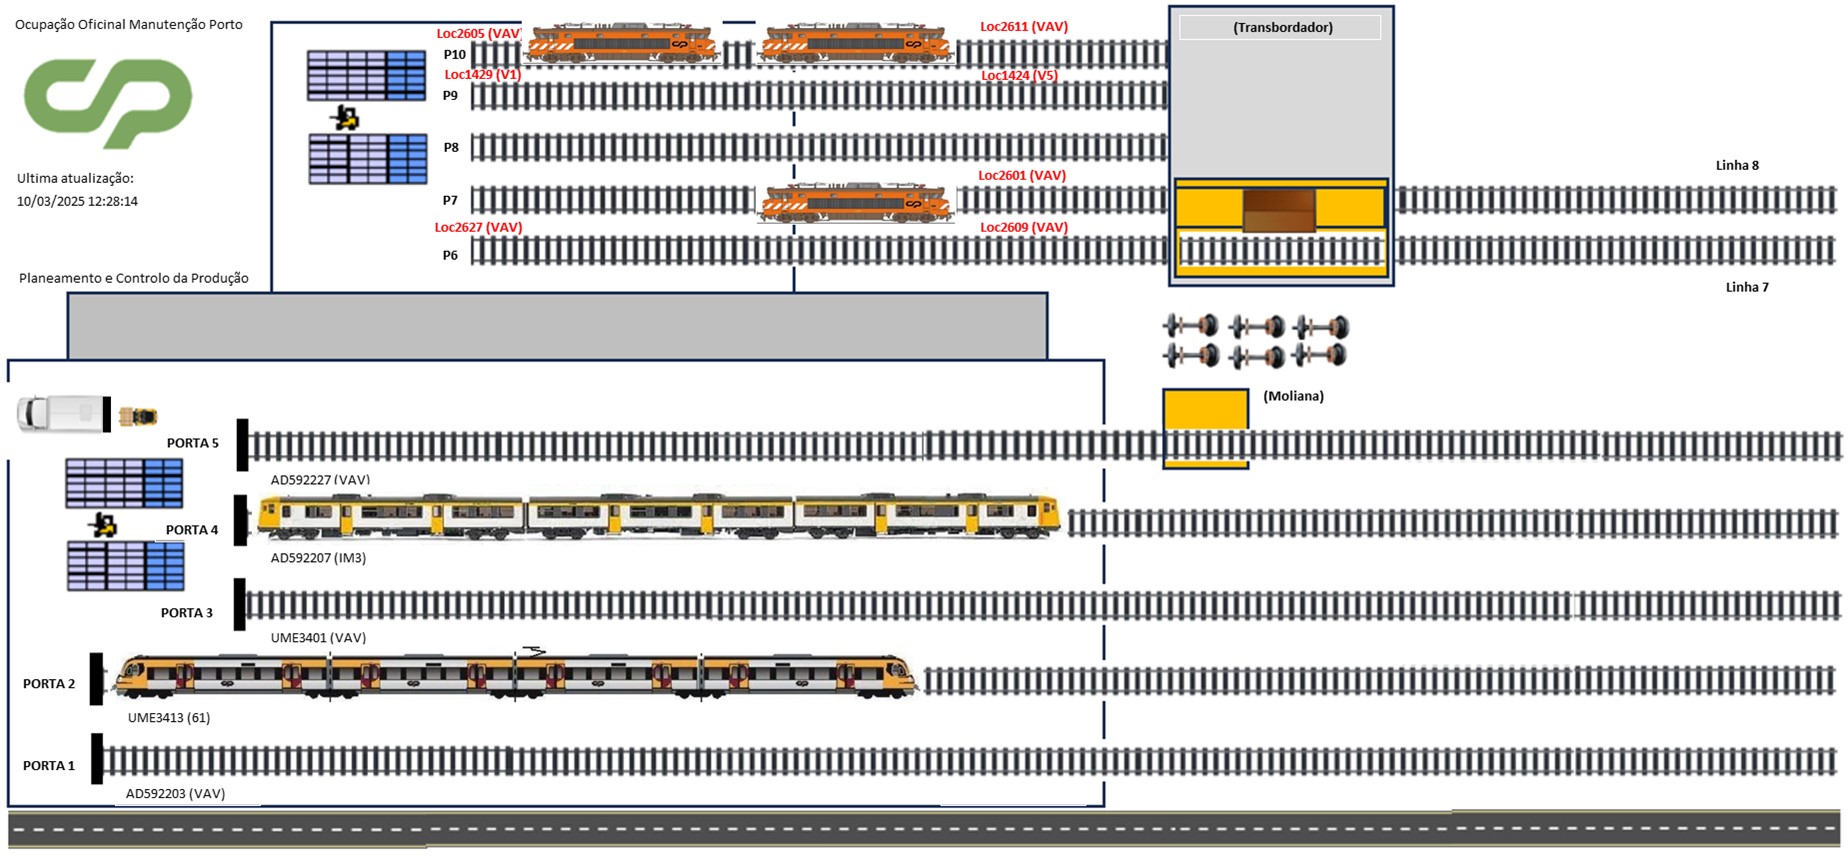 Ocupação Oficinal Manutenção Porto
Loc2605 (VAV)
Loc2611 (VAV)
(Transbordador)
P10
Loc1429 (V1)
Loc1424 (V5)
P9
P8
Linha 8
Ultima atualização:
10/03/2025 12:28:14
Loc2601 (VAV)
P7
Loc2627 (VAV)
Loc2609 (VAV)
P6
Planeamento e Controlo da Produção
Linha 7
(Moliana)
PORTA 5
AD592227 (VAV)
PORTA 4
AD592207 (IM3)
PORTA 3
UME3401 (VAV)
PORTA 2
UME3413 (61)
PORTA 1
AD592203 (VAV)